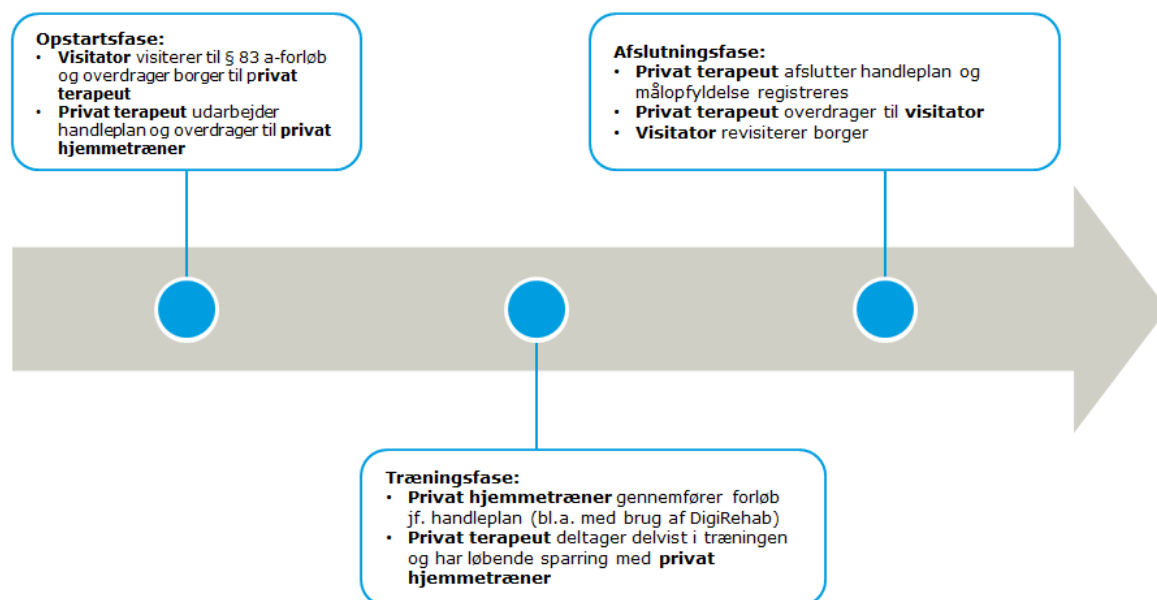 Opstartsfase:
• Visitator visiterer til § 83 a-forløb
og overdrager borger til privat
terapeut
• Privat terapeut udarbejder
handleplan og overdrager til privat
hjemmetræner
Træningsfase:
• Privat hjemmetræner gennemfører forløb
jf. handleplan (bl.a. med brug af DigiRehab)
• Privat terapeut deltager delvist i træningen
og har løbende sparring med privat
hjemmetræner
Afslutningsfase:
• Privat terapeut afslutter handleplan og
målopfyldelse registreres
• Privat terapeut overdrager til visitator
• Visitator revisiterer borger